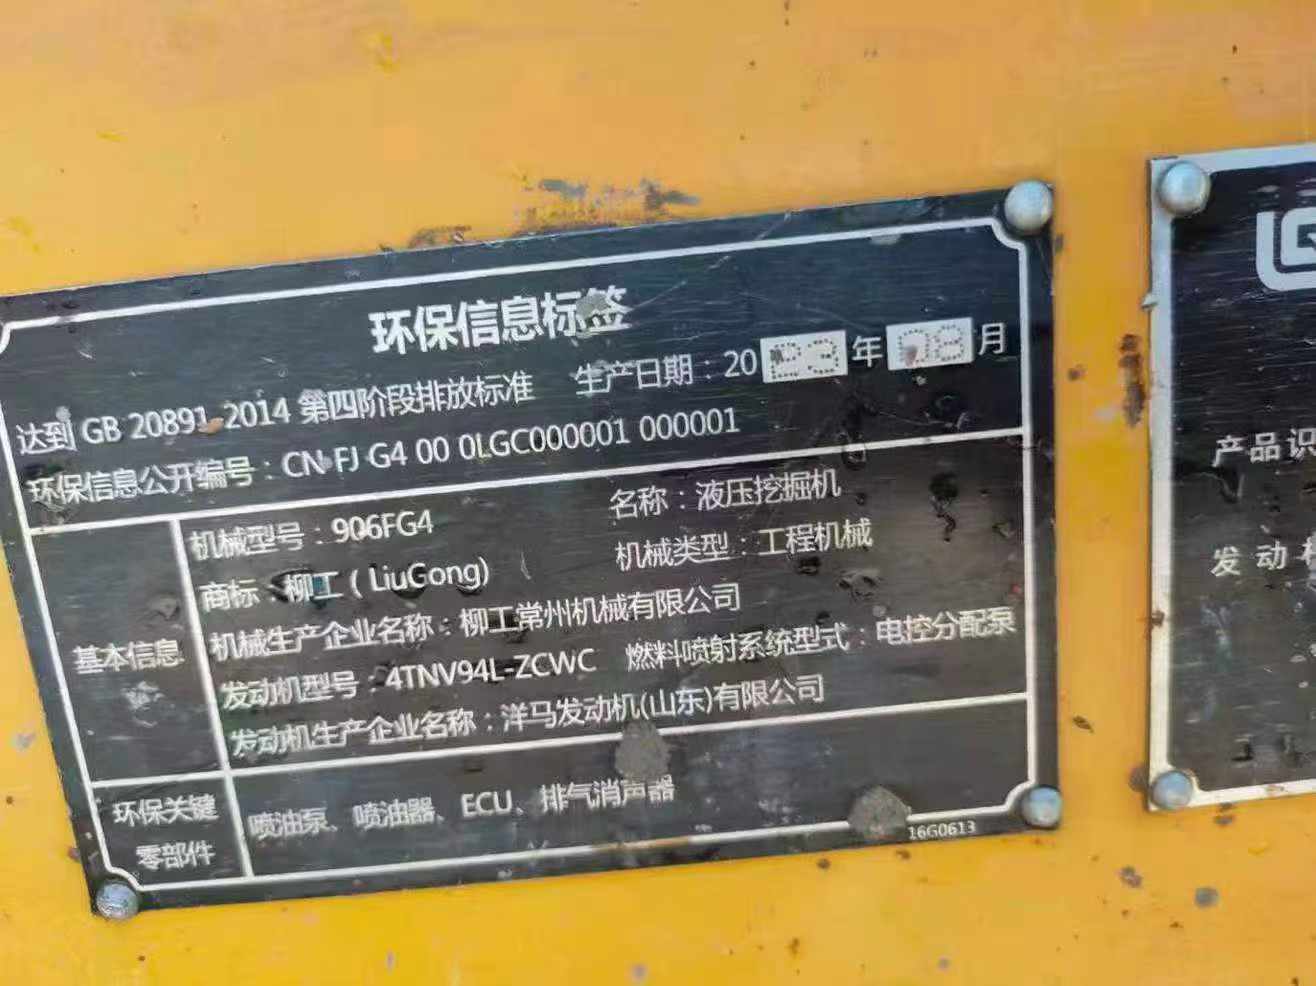 环保信息标签
达到 GB 20891-2014 第四阶段排放标准 生产日期：2023年08月
环保信息公开编号：CN FJ G4 00 0LGC000001 000001
基本信息
机械型号：906FG4 名称：液压挖掘机
商标：柳工（LiuGong) 机械类型：工程机械
机械生产企业名称：柳工常州机械有限公司
发动机型号：4TNV94L-ZCWC 燃料喷射系统型式：电控分配泵
发动机生产企业名称：洋马发动机(山东)有限公司
环保关键
零部件
喷油泵、喷油器、ECU、排气消声器
16G0613
产品识
发动